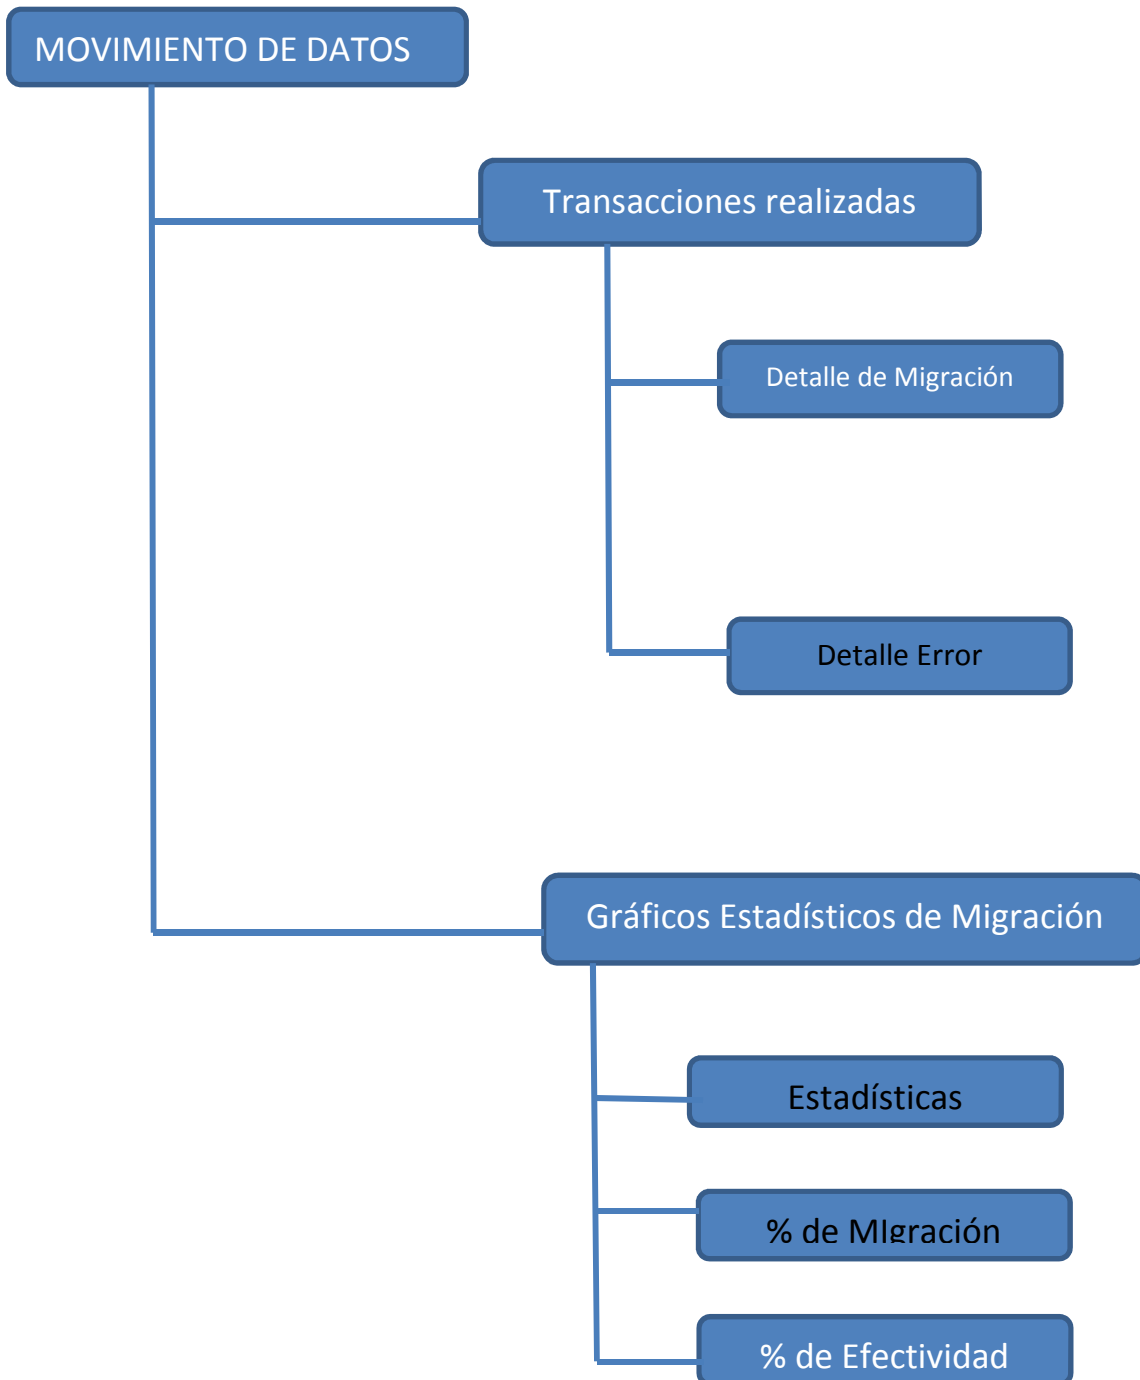 MOVIMIENTO DE DATOS
Transacciones realizadas
Detalle de Migración
Detalle Error
Gráficos Estadísticos de Migración
Estadísticas
% de MIgración
% de Efectividad